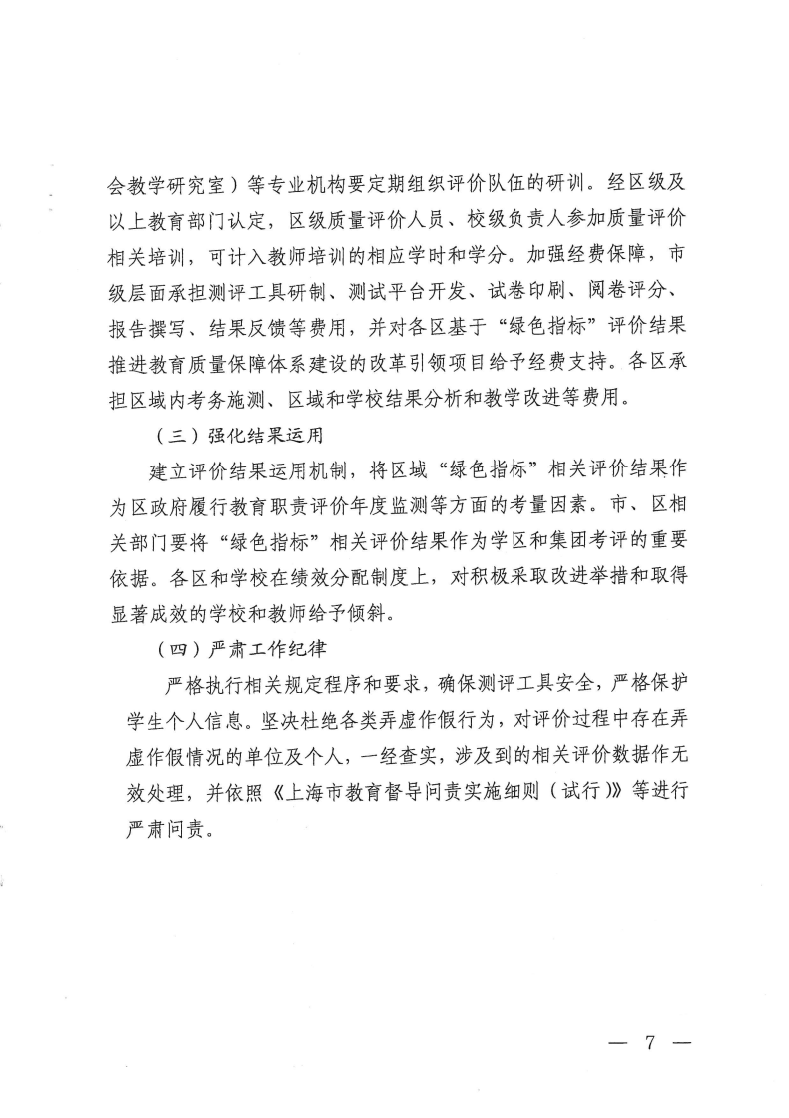 会教学研究室）等专业机构要定期组织评价队伍的研训。经区级及
以上教育部门认定，区级质量评价人员、校级负责人参加质量评价
相关培训，可计入教师培训的相应学时和学分。加强经费保障，市
级层面承担测评工具研制、测试平台开发、试卷印刷、阅卷评分、
报告撰写、结果反馈等费用，并对各区基于“绿色指标”评价结果
推进教育质量保障体系建设的改革引领项目给予经费支持。各区承
担区域内考务施测、区域和学校结果分析和教学改进等费用。
（三）强化结果运用
建立评价结果运用机制，将区域“绿色指标”相关评价结果作
为区政府履行教育职责评价年度监测等方面的考量因素。市、区相
关部门要将“绿色指标”相关评价结果作为学区和集团考评的重要
依据。各区和学校在绩效分配制度上，对积极采取改进举措和取得
显著成效的学校和教师给予倾斜。
（四）严肃工作纪律
严格执行相关规定程序和要求，确保测评工具安全，严格保护
学生个人信息。坚决杜绝各类弄虚作假行为，对评价过程中存在弄
虚作假情况的单位及个人，一经查实，涉及到的相关评价数据作无
效处理，并依照《上海市教育督导问责实施细则（试行）》等进行
严肃问责。
— 7 —